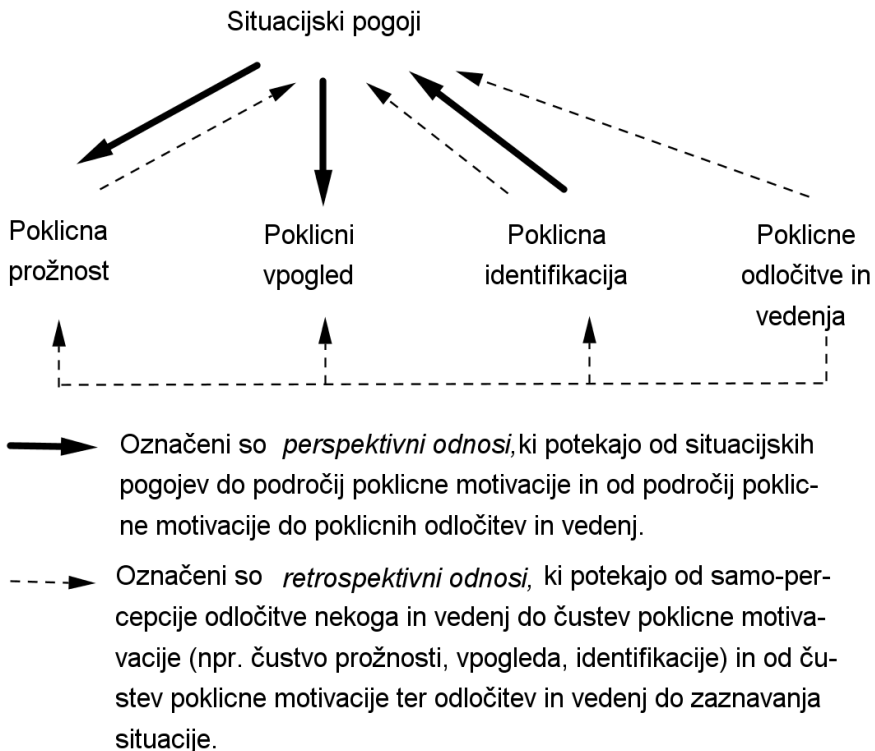 Situacijski pogoji
Poklicna
prožnost
Poklicni
vpogled
Poklicna
identifikacija
Poklicne
odločitve in
vedenja
Označeni so perspektivni odnosi,ki potekajo od situacijskih
pogojev do področij poklicne motivacije in od področij poklic-
ne motivacije do poklicnih odločitev in vedenj.
Označeni so retrospektivni odnosi, ki potekajo od samo-per-
cepcije odločitve nekoga in vedenj do čustev poklicne motiva-
vacije (npr. čustvo prožnosti, vpogleda, identifikacije) in od ču-
stev poklicne motivacije ter odločitev in vedenj do zaznavanja
situacije.